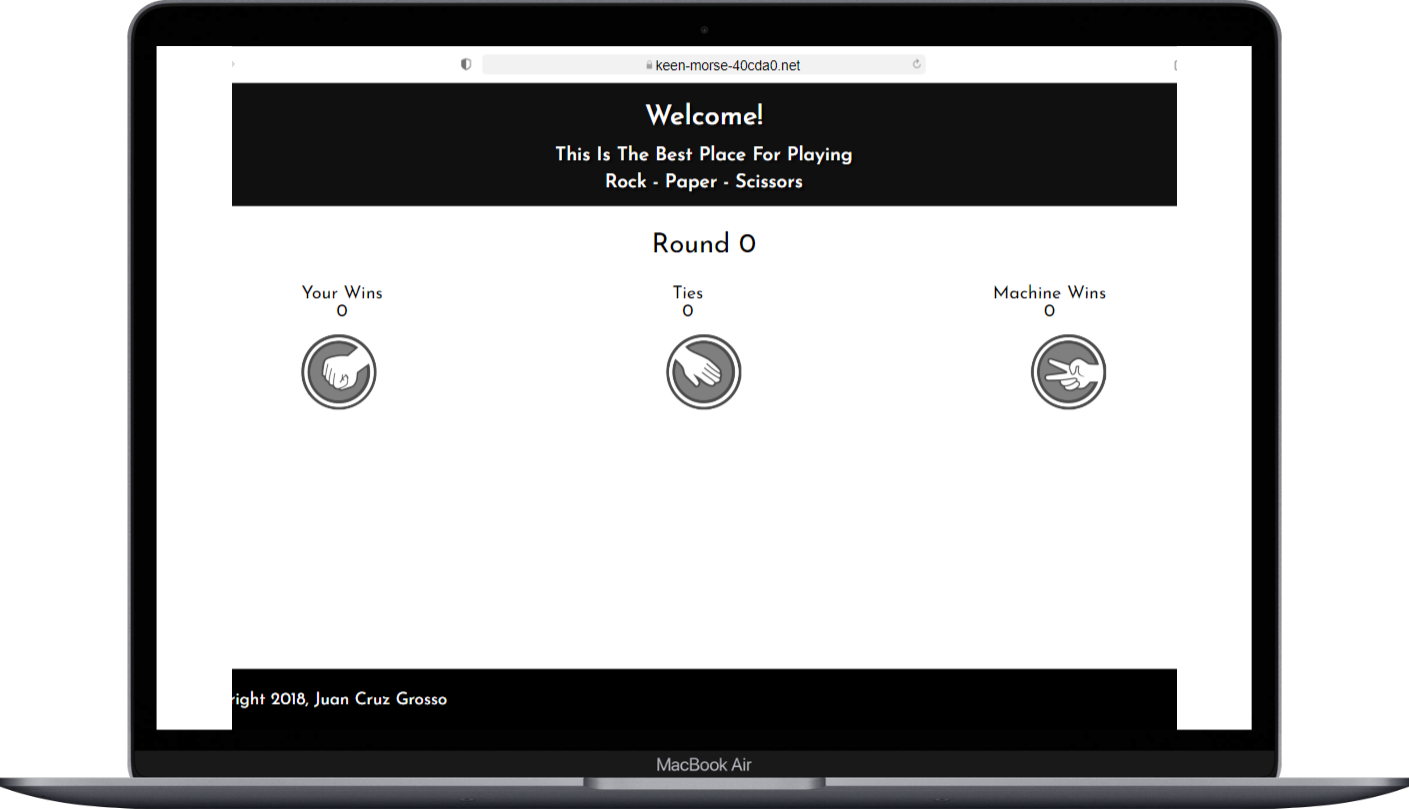 keen-morse-40cda0.net
Welcome!
This Is The Best Place For Playing
Rock - Paper - Scissors
Round 0
Your Wins
0
Ties
0
Machine Wins
0
right 2018, Juan Cruz Grosso
MacBook Air